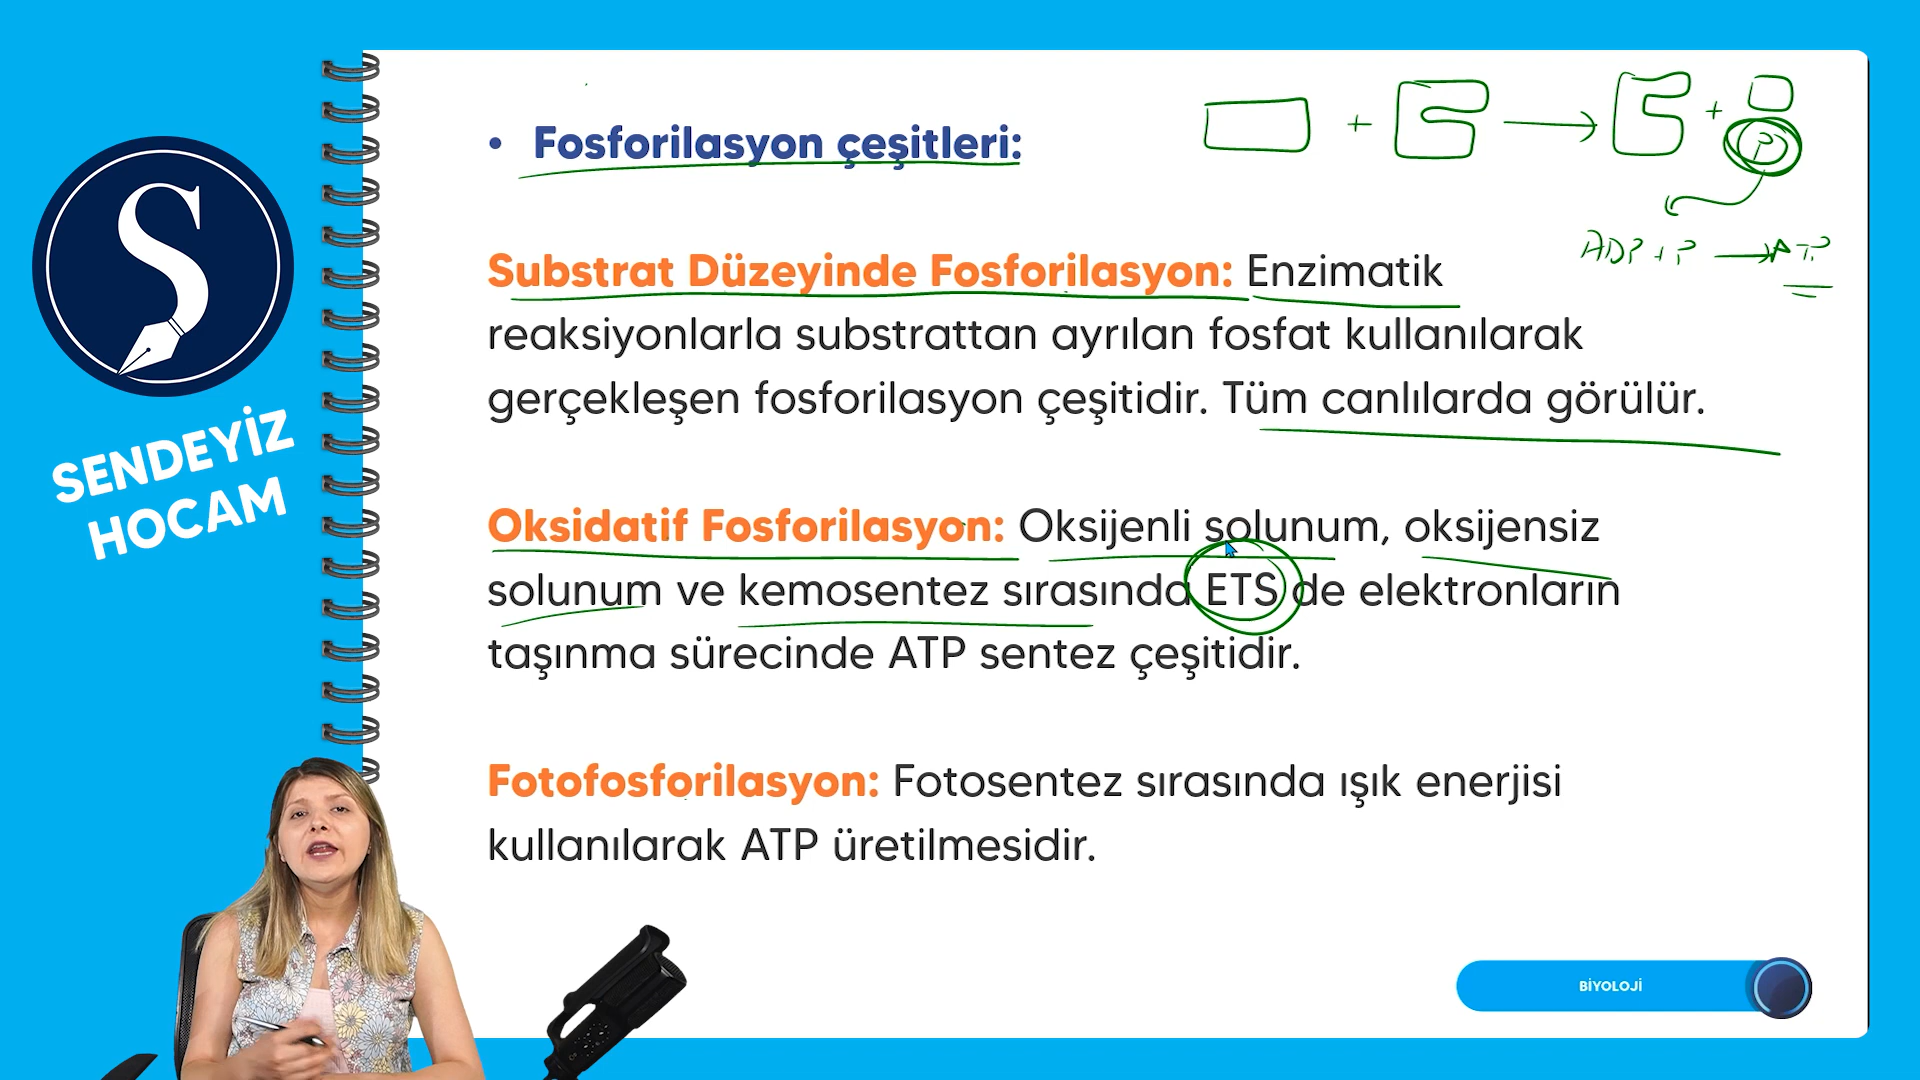 • Fosforilasyon çeşitleri:
ADP + P → ATP
Substrat Düzeyinde Fosforilasyon: Enzimatik
reaksiyonlarla substrattan ayrılan fosfat kullanılarak
gerçekleşen fosforilasyon çeşitidir. Tüm canlılarda görülür.
Oksidatif Fosforilasyon: Oksijenli solunum, oksijensiz
solunum ve kemosentez sırasında ETS de elektronların
taşınma sürecinde ATP sentez çeşitidir.
Fotofosforilasyon: Fotosentez sırasında ışık enerjisi
kullanılarak ATP üretilmesidir.
SENDEYİZ
HOCAM
BİYOLOJİ